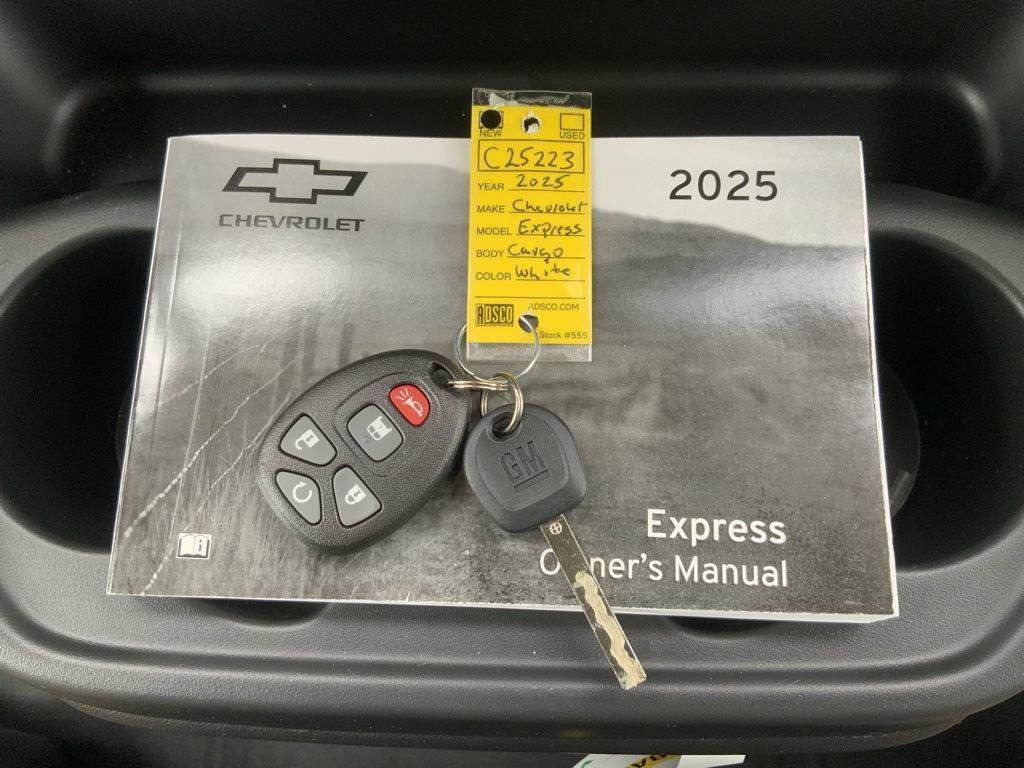 NEW USED
C25223
YEAR 2025
MAKE Chevrolet
MODEL Express
BODY Cargo
COLOR White
ADSCO ADSCO.COM
Stock #555
CHEVROLET
2025
GM
Express
Owner's Manual